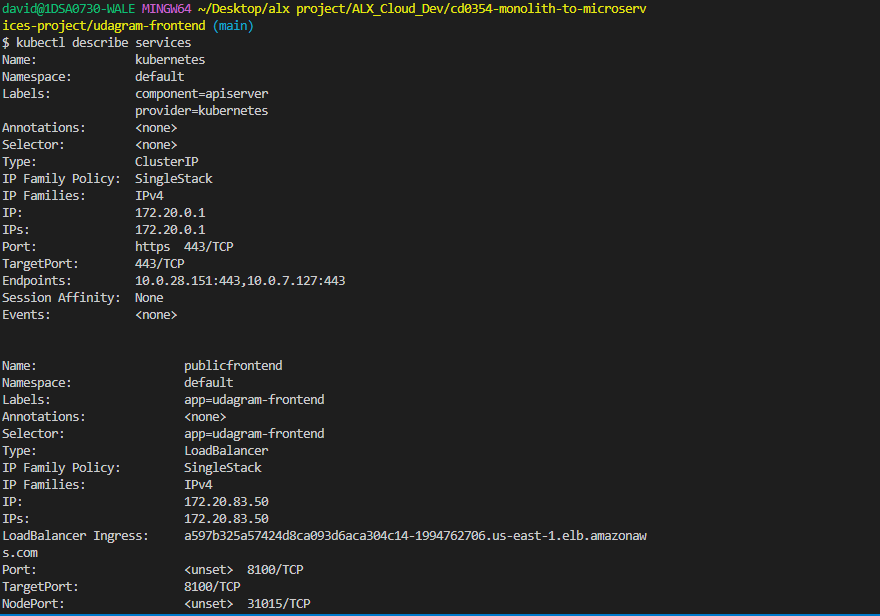 david@1DSA0730-WALE MINGW64 ~/Desktop/alx project/ALX_Cloud_Dev/cd0354-monolith-to-microserv
ices-project/udagram-frontend (main)
$ kubectl describe services
Name:              kubernetes
Namespace:         default
Labels:            component=apiserver
                   provider=kubernetes
Annotations:       <none>
Selector:          <none>
Type:              ClusterIP
IP Family Policy:  SingleStack
IP Families:       IPv4
IP:                172.20.0.1
IPs:               172.20.0.1
Port:              https  443/TCP
TargetPort:        443/TCP
Endpoints:         10.0.28.151:443,10.0.7.127:443
Session Affinity:  None
Events:            <none>
Name:                     publicfrontend
Namespace:                default
Labels:                   app=udagram-frontend
Annotations:              <none>
Selector:                 app=udagram-frontend
Type:                     LoadBalancer
IP Family Policy:         SingleStack
IP Families:              IPv4
IP:                       172.20.83.50
IPs:                      172.20.83.50
LoadBalancer Ingress:     a597b325a57424d8ca093d6aca304c14-1994762706.us-east-1.elb.amazonaw
s.com
Port:                     <unset>  8100/TCP
TargetPort:               8100/TCP
NodePort:                 <unset>  31015/TCP